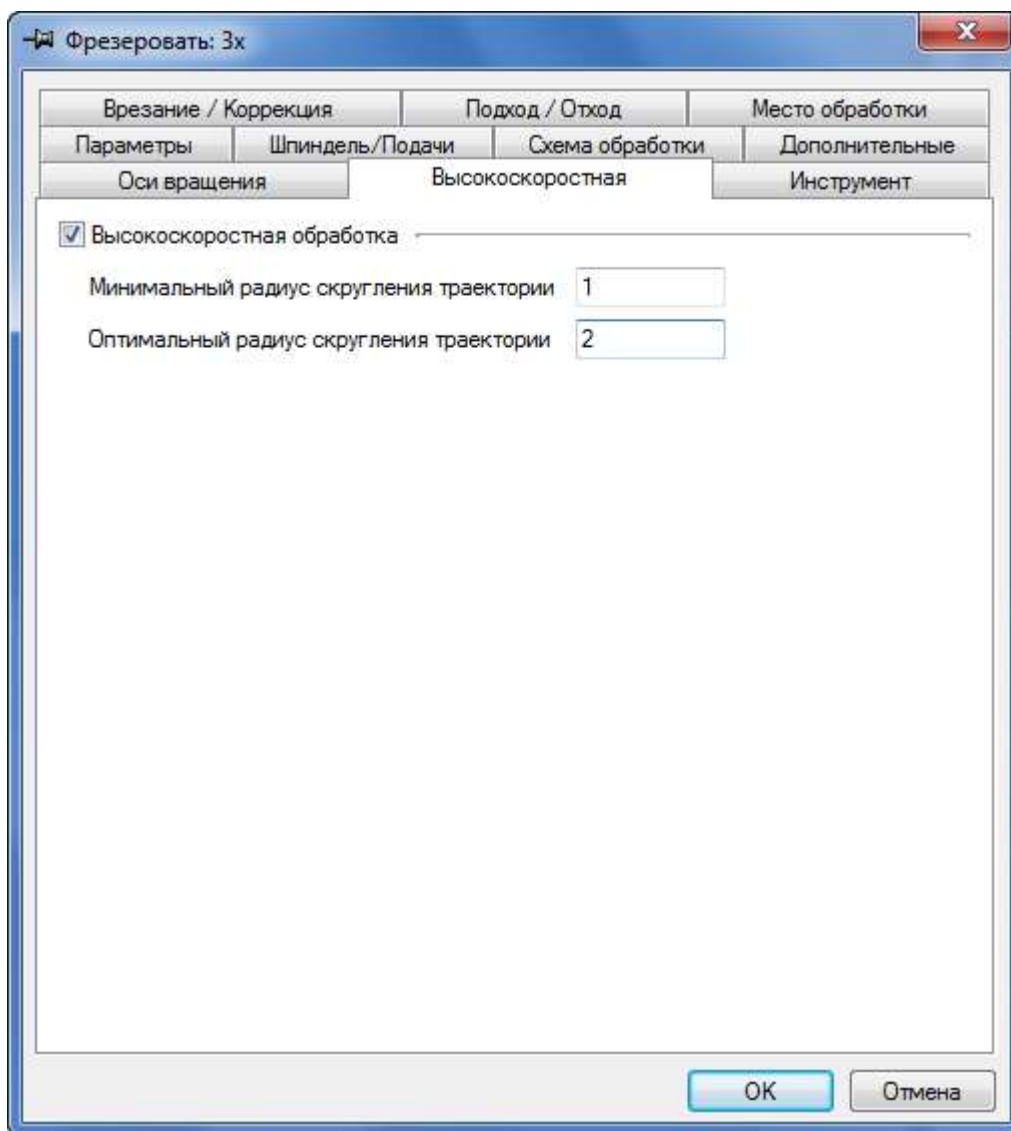 Фрезеровать: 3x
Врезание / Коррекция Подход / Отход Место обработки
Параметры Шпиндель/Подачи Схема обработки Дополнительные
Оси вращения Высокоскоростная Инструмент
Высокоскоростная обработка
Минимальный радиус скругления траектории 1
Оптимальный радиус скругления траектории 2
OK Отмена